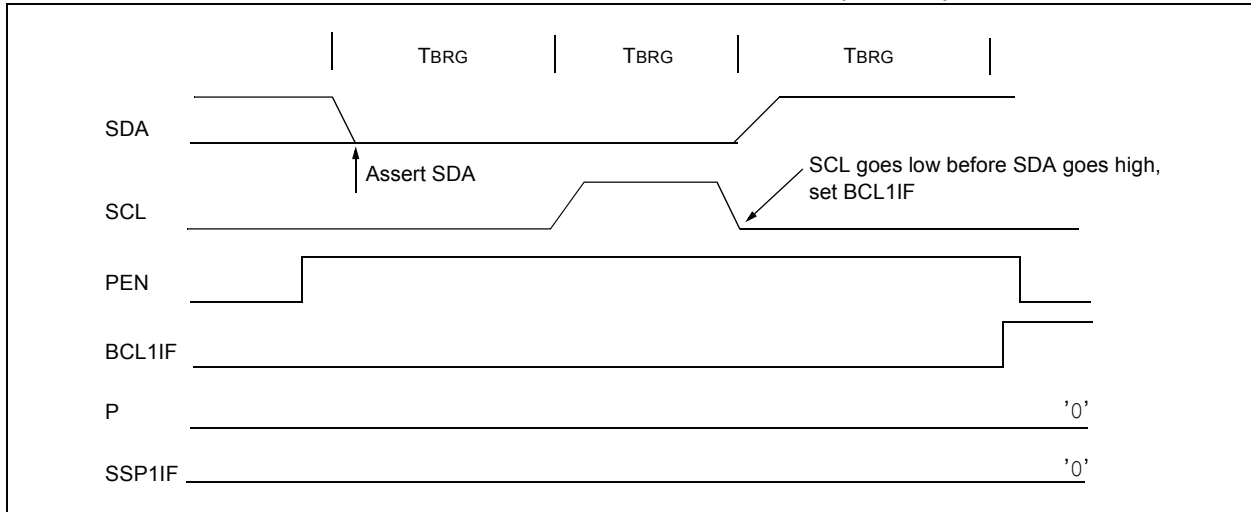 TBRG TBRG TBRG
SDA
Assert SDA
SCL goes low before SDA goes high,
set BCL1IF
SCL
PEN
BCL1IF
P '0'
SSP1IF '0'